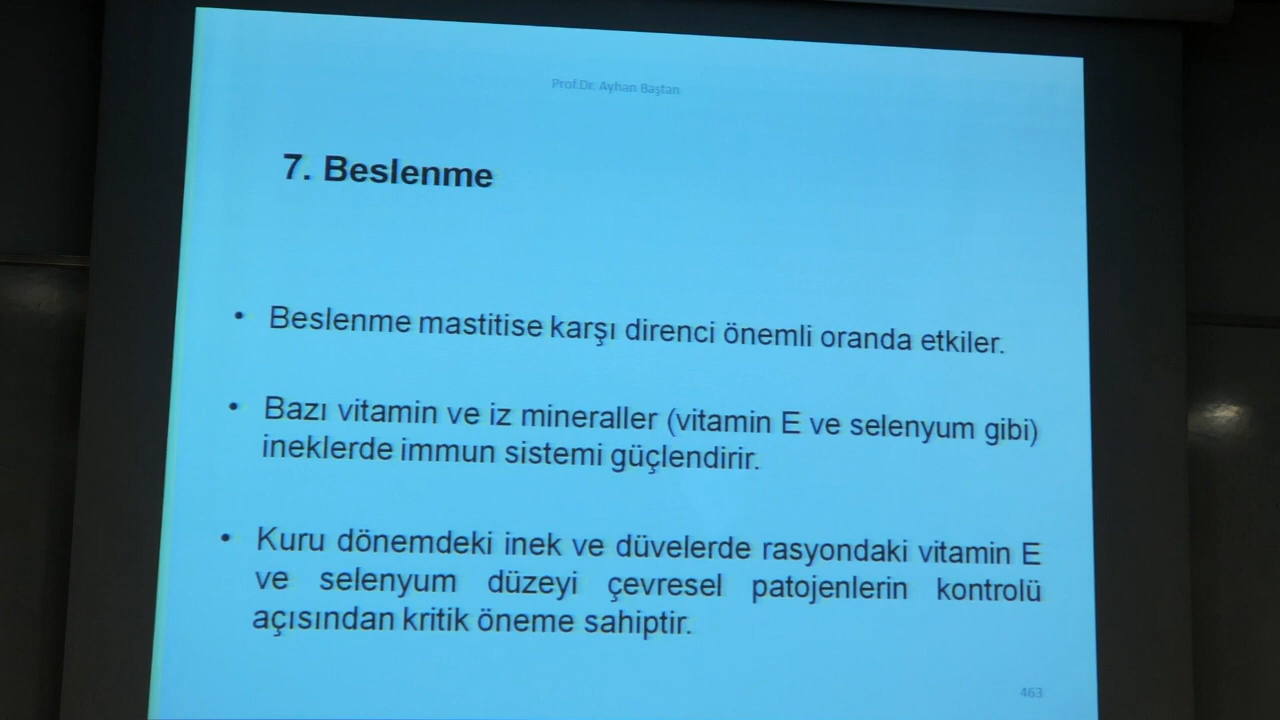 Prof.Dr. Ayhan Baştan
7. Beslenme
• Beslenme mastitise karşı direnci önemli oranda etkiler.
• Bazı vitamin ve iz mineraller (vitamin E ve selenyum gibi)
ineklerde immun sistemi güçlendirir.
• Kuru dönemdeki inek ve düvelerde rasyondaki vitamin E
ve selenyum düzeyi çevresel patojenlerin kontrolü
açısından kritik öneme sahiptir.
463